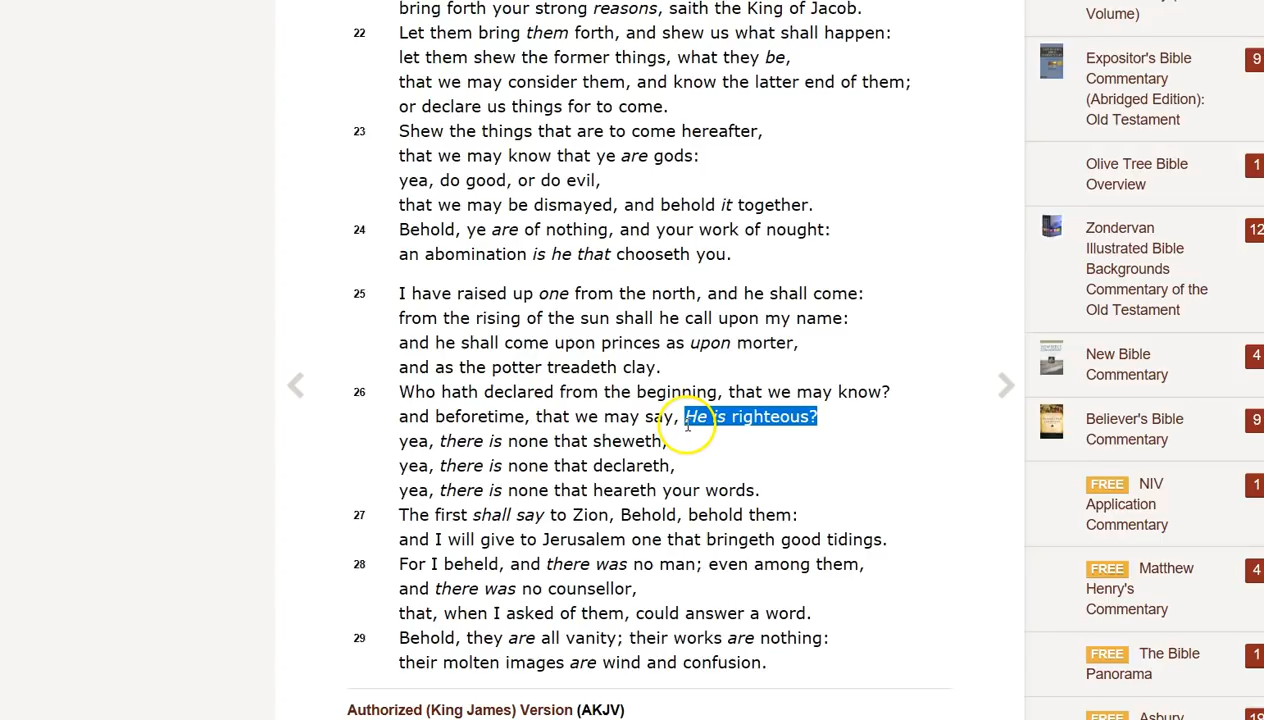 bring forth your strong reasons, saith the King of Jacob.
22 Let them bring them forth, and shew us what shall happen:
let them shew the former things, what they be,
that we may consider them, and know the latter end of them;
or declare us things for to come.
23 Shew the things that are to come hereafter,
that we may know that ye are gods:
yea, do good, or do evil,
that we may be dismayed, and behold it together.
24 Behold, ye are of nothing, and your work of nought:
an abomination is he that chooseth you.
25 I have raised up one from the north, and he shall come:
from the rising of the sun shall he call upon my name:
and he shall come upon princes as upon morter,
and as the potter treadeth clay.
26 Who hath declared from the beginning, that we may know?
and beforetime, that we may say, He is righteous?
yea, there is none that sheweth,
yea, there is none that declareth,
yea, there is none that heareth your words.
27 The first shall say to Zion, Behold, behold them:
and I will give to Jerusalem one that bringeth good tidings.
28 For I beheld, and there was no man; even among them,
and there was no counsellor,
that, when I asked of them, could answer a word.
29 Behold, they are all vanity; their works are nothing:
their molten images are wind and confusion.
Authorized (King James) Version (AKJV)
Volume)
Expositor's Bible
Commentary
(Abridged Edition):
Old Testament
9
Olive Tree Bible
Overview
1
Zondervan
Illustrated Bible
Backgrounds
Commentary of the
Old Testament
12
New Bible
Commentary
4
Believer's Bible
Commentary
9
FREE NIV
Application
Commentary
1
FREE Matthew
Henry's
Commentary
4
FREE The Bible
Panorama
1
FREE Asbury
19